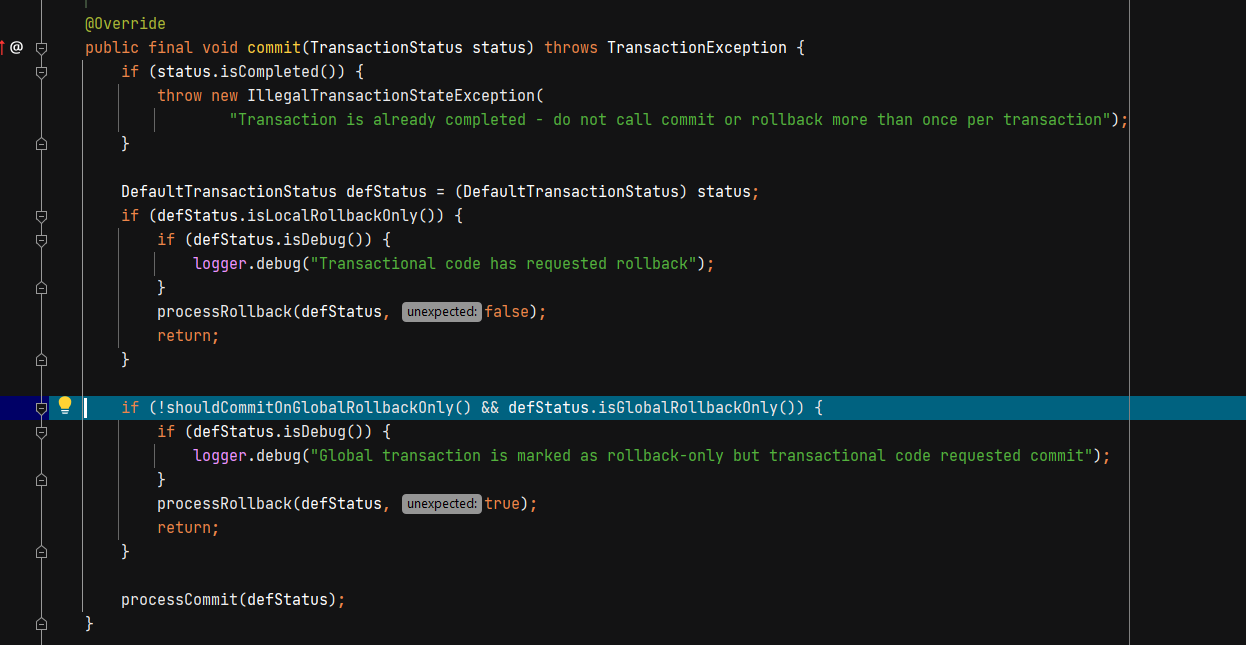 @Override
@ public final void commit(TransactionStatus status) throws TransactionException {
if (status.isCompleted()) {
throw new IllegalTransactionStateException(
"Transaction is already completed - do not call commit or rollback more than once per transaction");
}
DefaultTransactionStatus defStatus = (DefaultTransactionStatus) status;
if (defStatus.isLocalRollbackOnly()) {
if (defStatus.isDebug()) {
logger.debug("Transactional code has requested rollback");
}
processRollback(defStatus, unexpected: false);
return;
}
if (!shouldCommitOnGlobalRollbackOnly() && defStatus.isGlobalRollbackOnly()) {
if (defStatus.isDebug()) {
logger.debug("Global transaction is marked as rollback-only but transactional code requested commit");
}
processRollback(defStatus, unexpected: true);
return;
}
processCommit(defStatus);
}